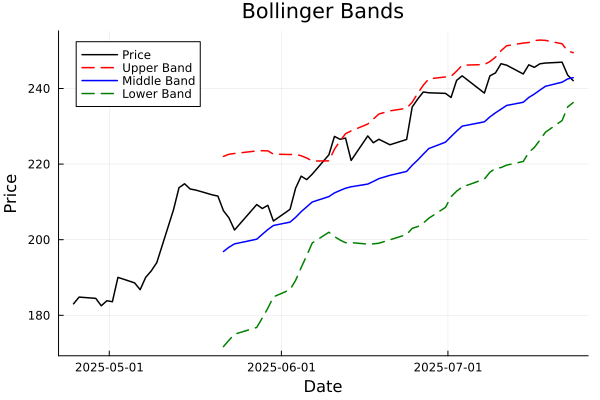 Bollinger Bands
Price
Upper Band
Middle Band
Lower Band
240
220
200
180
Price
2025-05-01
2025-06-01
2025-07-01
Date